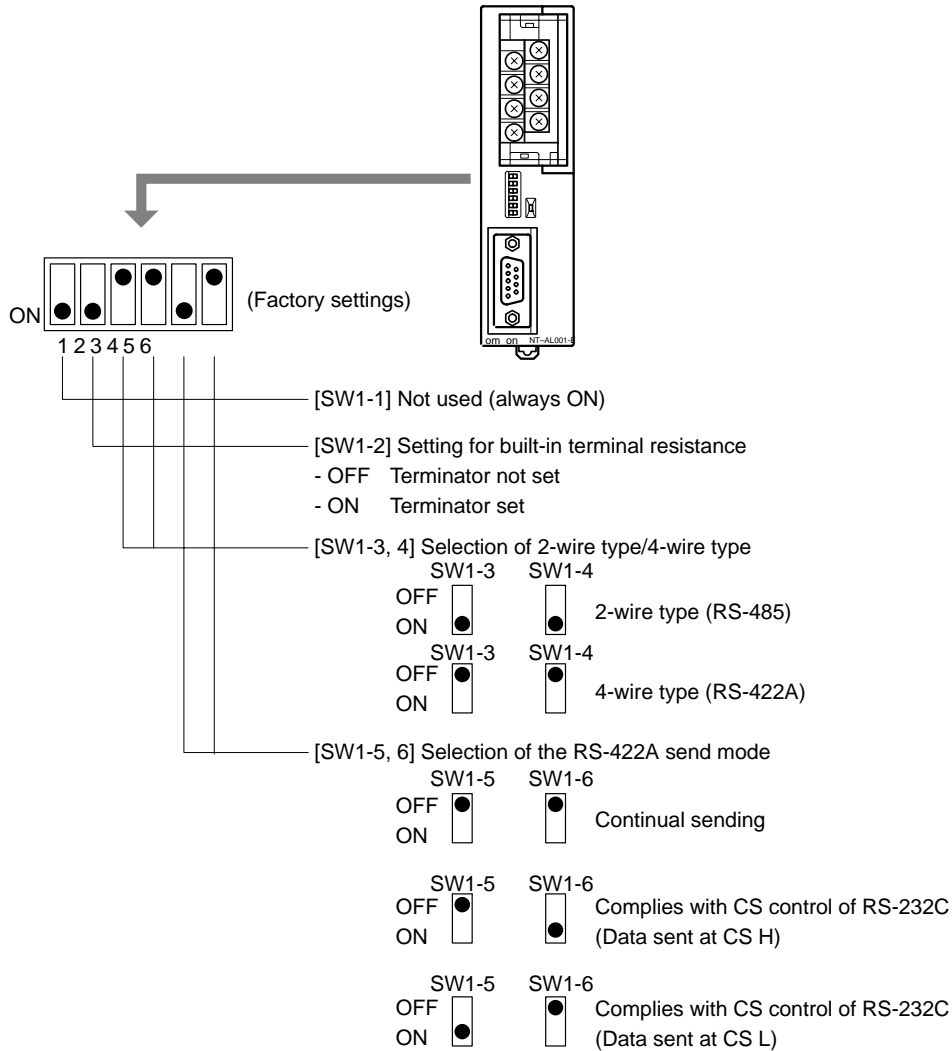 om on NT–AL001-E
ON
(Factory settings)
1 2 3 4 5 6
[SW1-1] Not used (always ON)
[SW1-2] Setting for built-in terminal resistance
- OFF Terminator not set
- ON Terminator set
[SW1-3, 4] Selection of 2-wire type/4-wire type
SW1-3 SW1-4
OFF
2-wire type (RS-485)
ON
SW1-3 SW1-4
OFF
4-wire type (RS-422A)
ON
[SW1-5, 6] Selection of the RS-422A send mode
SW1-5 SW1-6
OFF
Continual sending
ON
SW1-5 SW1-6
OFF Complies with CS control of RS-232C
ON (Data sent at CS H)
SW1-5 SW1-6
OFF Complies with CS control of RS-232C
ON (Data sent at CS L)